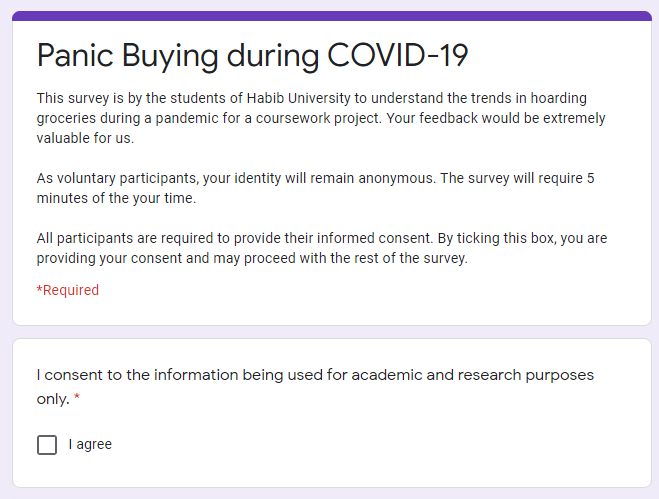 Panic Buying during COVID-19
This survey is by the students of Habib University to understand the trends in hoarding
groceries during a pandemic for a coursework project. Your feedback would be extremely
valuable for us.
As voluntary participants, your identity will remain anonymous. The survey will require 5
minutes of the your time.
All participants are required to provide their informed consent. By ticking this box, you are
providing your consent and may proceed with the rest of the survey.
*Required
I consent to the information being used for academic and research purposes
only. *
I agree